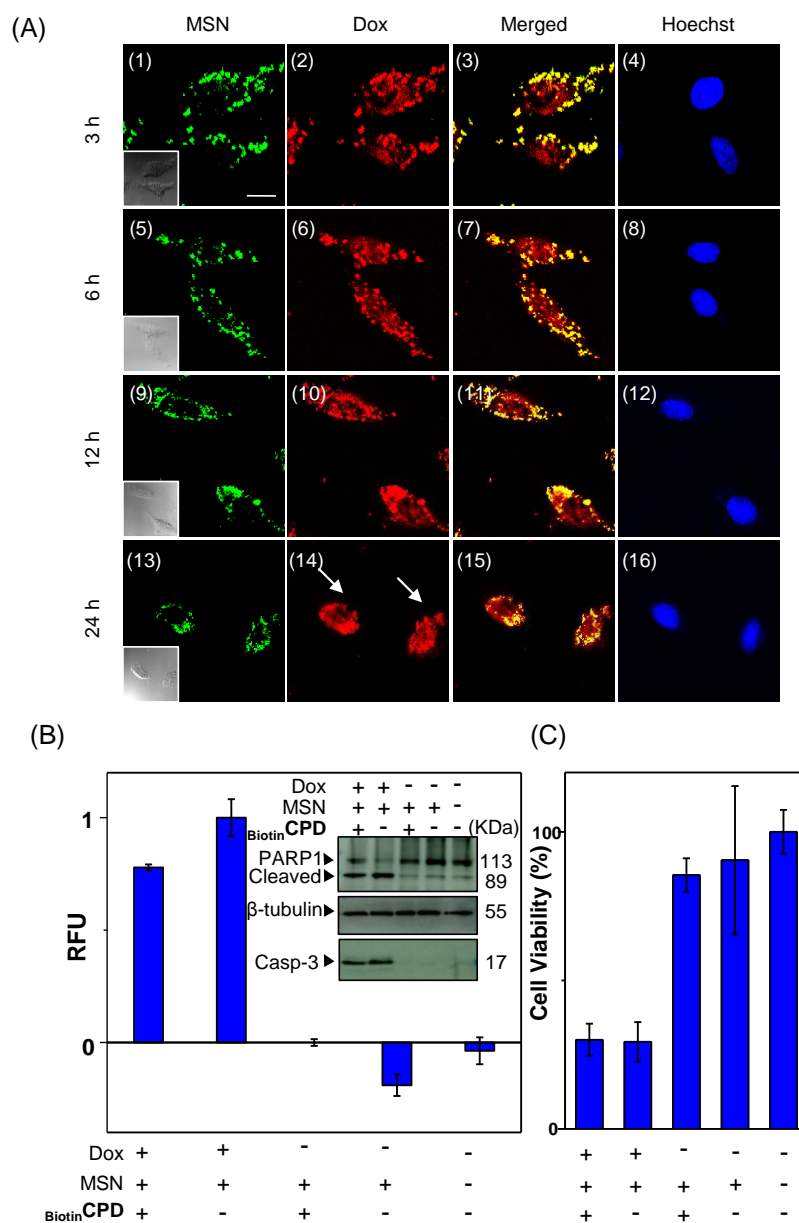 (A)
MSN Dox Merged Hoechst
3 h
(1) (2) (3) (4)
6 h
(5) (6) (7) (8)
12 h
(9) (10) (11) (12)
24 h
(13) (14) (15) (16)
(B)
RFU
1
0
Dox + + - - -
MSN + + + + -
BiotinCPD + - + - - (KDa)
PARP1 113
Cleaved 89
β-tubulin 55
Casp-3 17
Dox + + - - -
MSN + + + + -
BiotinCPD + - + - -
(C)
Cell Viability (%)
100
0
+ + - - -
+ + + + -
+ - + - -